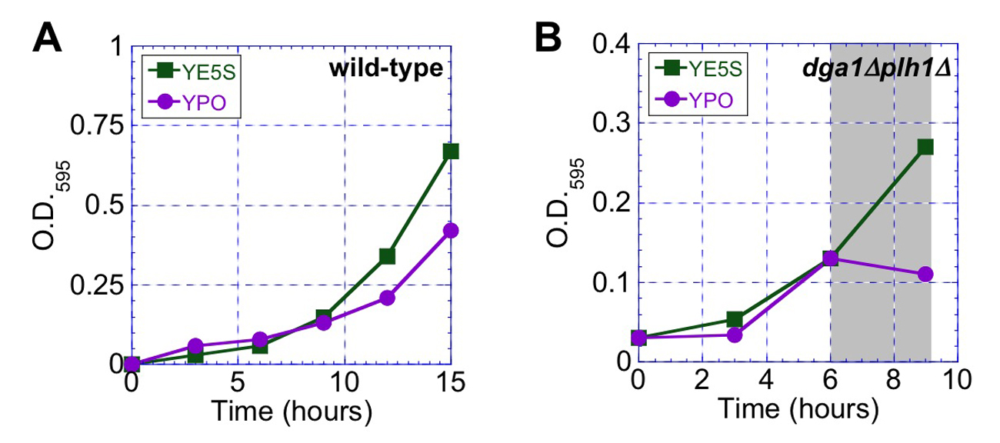 A
wild-type
YE5S
YPO
1
0.75
0.5
0.25
0
O.D.595
0 5 10 15
Time (hours)
B
dga1Δplh1Δ
YE5S
YPO
0.4
0.3
0.2
0.1
0
O.D.595
0 2 4 6 8 10
Time (hours)